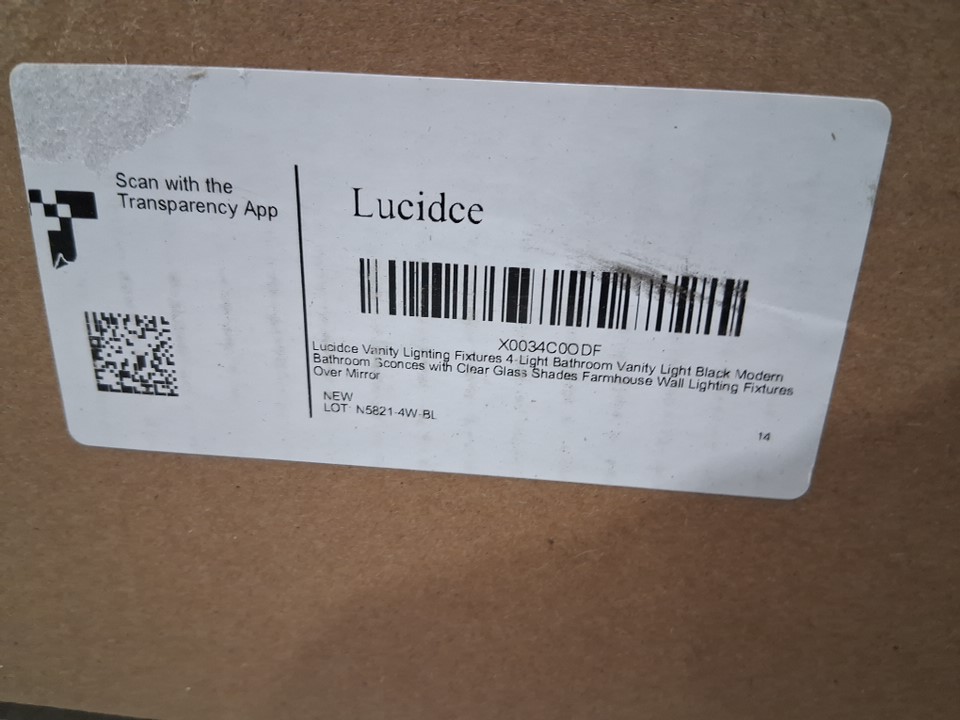 Scan with the
Transparency App
Lucidce
X0034C0ODF
Lucidce Vanity Lighting Fixtures 4-Light Bathroom Vanity Light Black Modern
Bathroom Sconces with Clear Glass Shades Farmhouse Wall Lighting Fixtures
Over Mirror
NEW
LOT: N5821-4W-BL
14